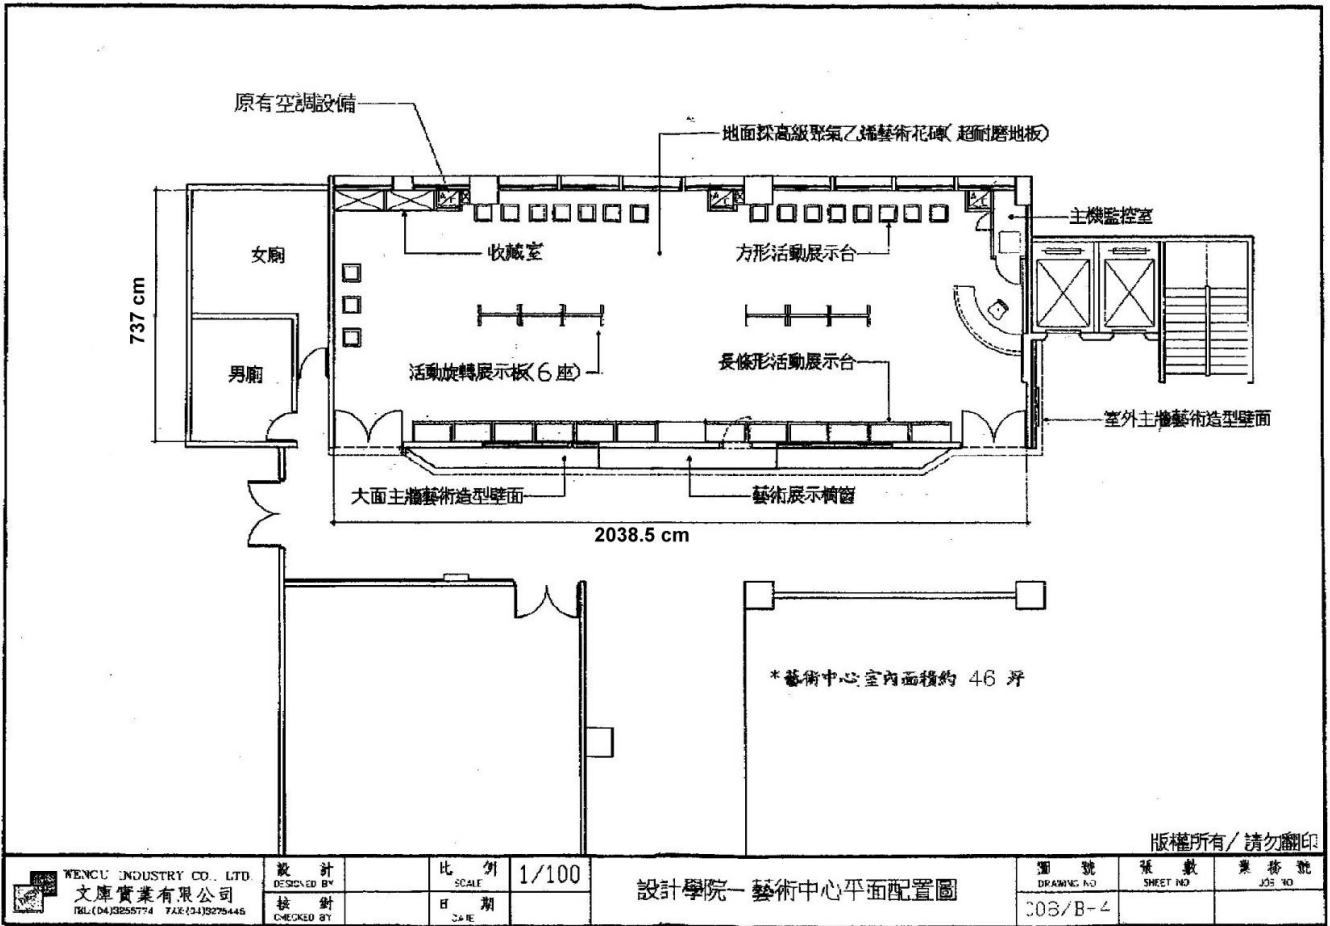 原有空調設備
地面採高級聚氯乙烯藝術花磚(超耐磨地板)
主機監控室
女廁
收藏室
方形活動展示台
737 cm
男廁
活動旋轉展示板(6座)
長條形活動展示台
室外主牆藝術造型壁面
大面主牆藝術造型壁面
藝術展示櫥窗
2038.5 cm
*藝術中心室內面積約 46 坪
版權所有/請勿翻印
WENCU INDUSTRY CO., LTD
文庫實業有限公司
設計
DESIGNED BY
核對
CHECKED BY
比例
SCALE
1/100
日期
DATE
設計學院－藝術中心平面配置圖
圖號
DRAWING NO
張數
SHEET NO
業務號
JOB NO